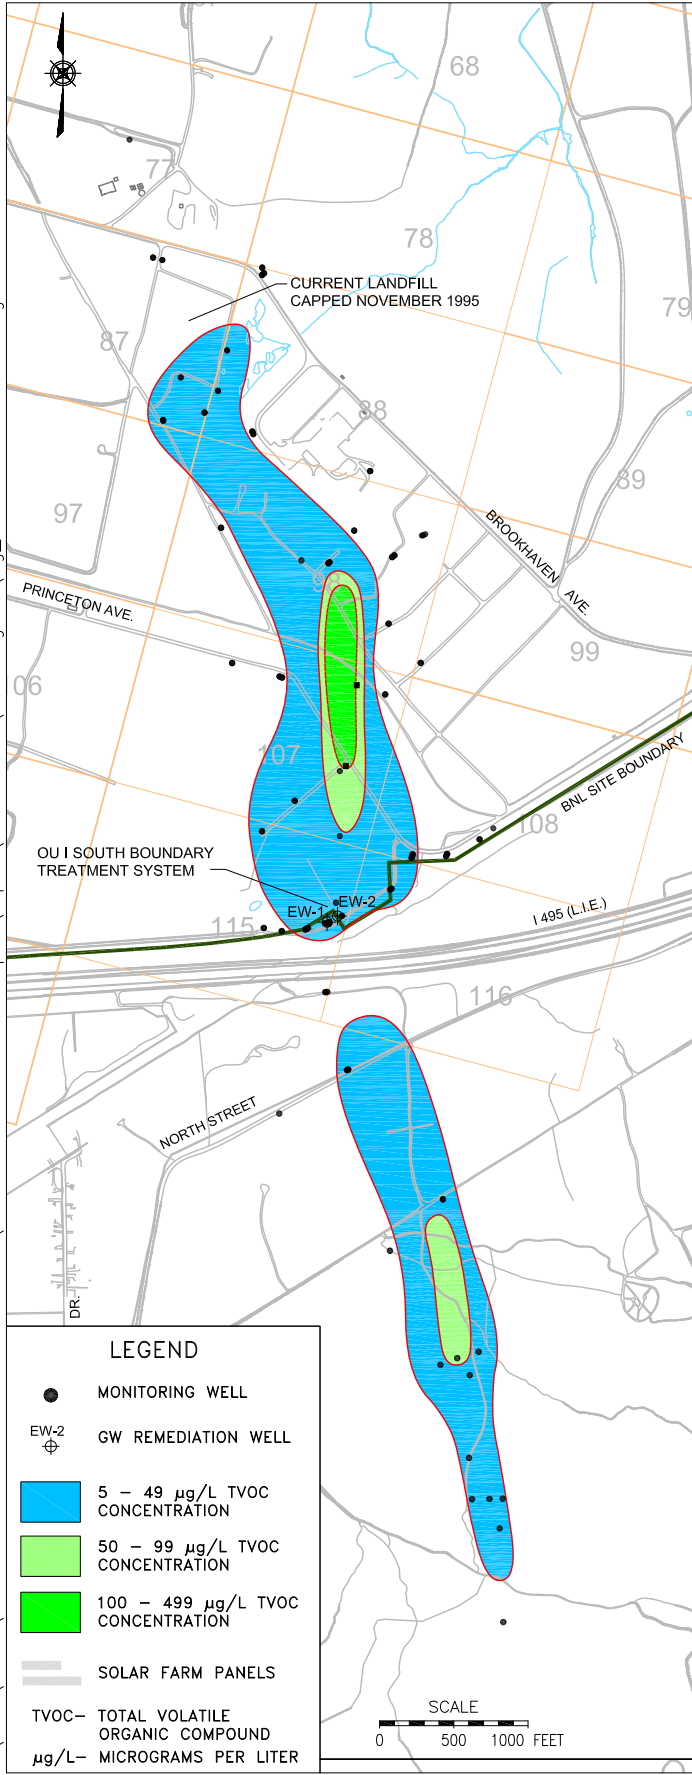 68
77
78
CURRENT LANDFILL
CAPPED NOVEMBER 1995
79
87
88
89
97
BROOKHAVEN AVE.
98
PRINCETON AVE.
99
06
107
BNL SITE BOUNDARY
108
OU I SOUTH BOUNDARY
TREATMENT SYSTEM
EW-2
EW-1
I 495 (L.I.E.)
115
116
NORTH STREET
DR.
LEGEND
MONITORING WELL
EW-2
GW REMEDIATION WELL
5 – 49 µg/L TVOC
CONCENTRATION
50 – 99 µg/L TVOC
CONCENTRATION
100 – 499 µg/L TVOC
CONCENTRATION
SOLAR FARM PANELS
TVOC– TOTAL VOLATILE
ORGANIC COMPOUND
µg/L– MICROGRAMS PER LITER
SCALE
0 500 1000 FEET